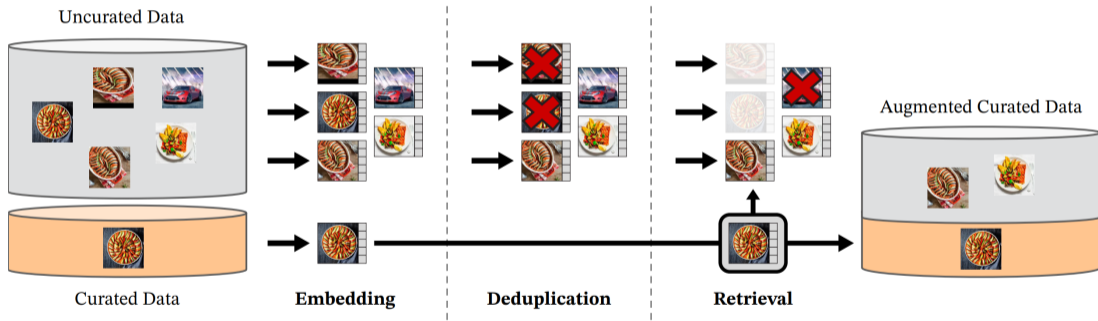 Uncurated Data
Augmented Curated Data
Curated Data
Embedding
Deduplication
Retrieval